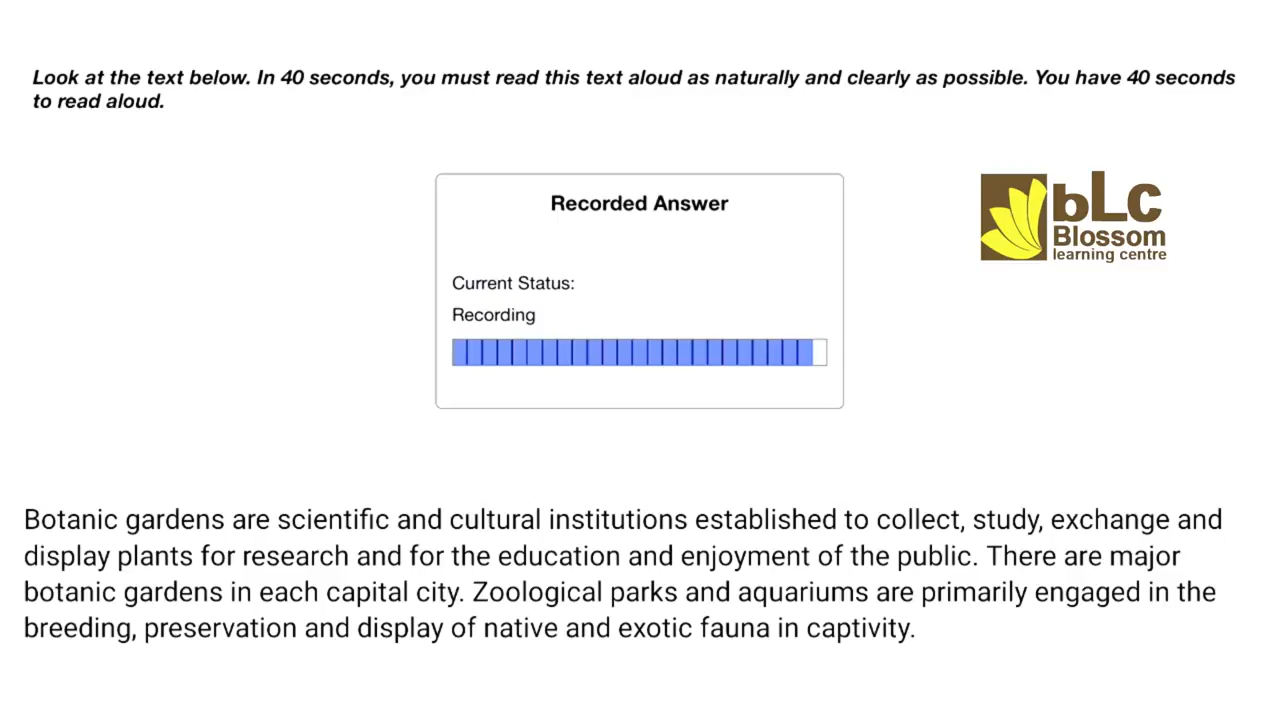 Look at the text below. In 40 seconds, you must read this text aloud as naturally and clearly as possible. You have 40 seconds
to read aloud.
Recorded Answer
bLc
Blossom
learning centre
Current Status:
Recording
Botanic gardens are scientific and cultural institutions established to collect, study, exchange and
display plants for research and for the education and enjoyment of the public. There are major
botanic gardens in each capital city. Zoological parks and aquariums are primarily engaged in the
breeding, preservation and display of native and exotic fauna in captivity.